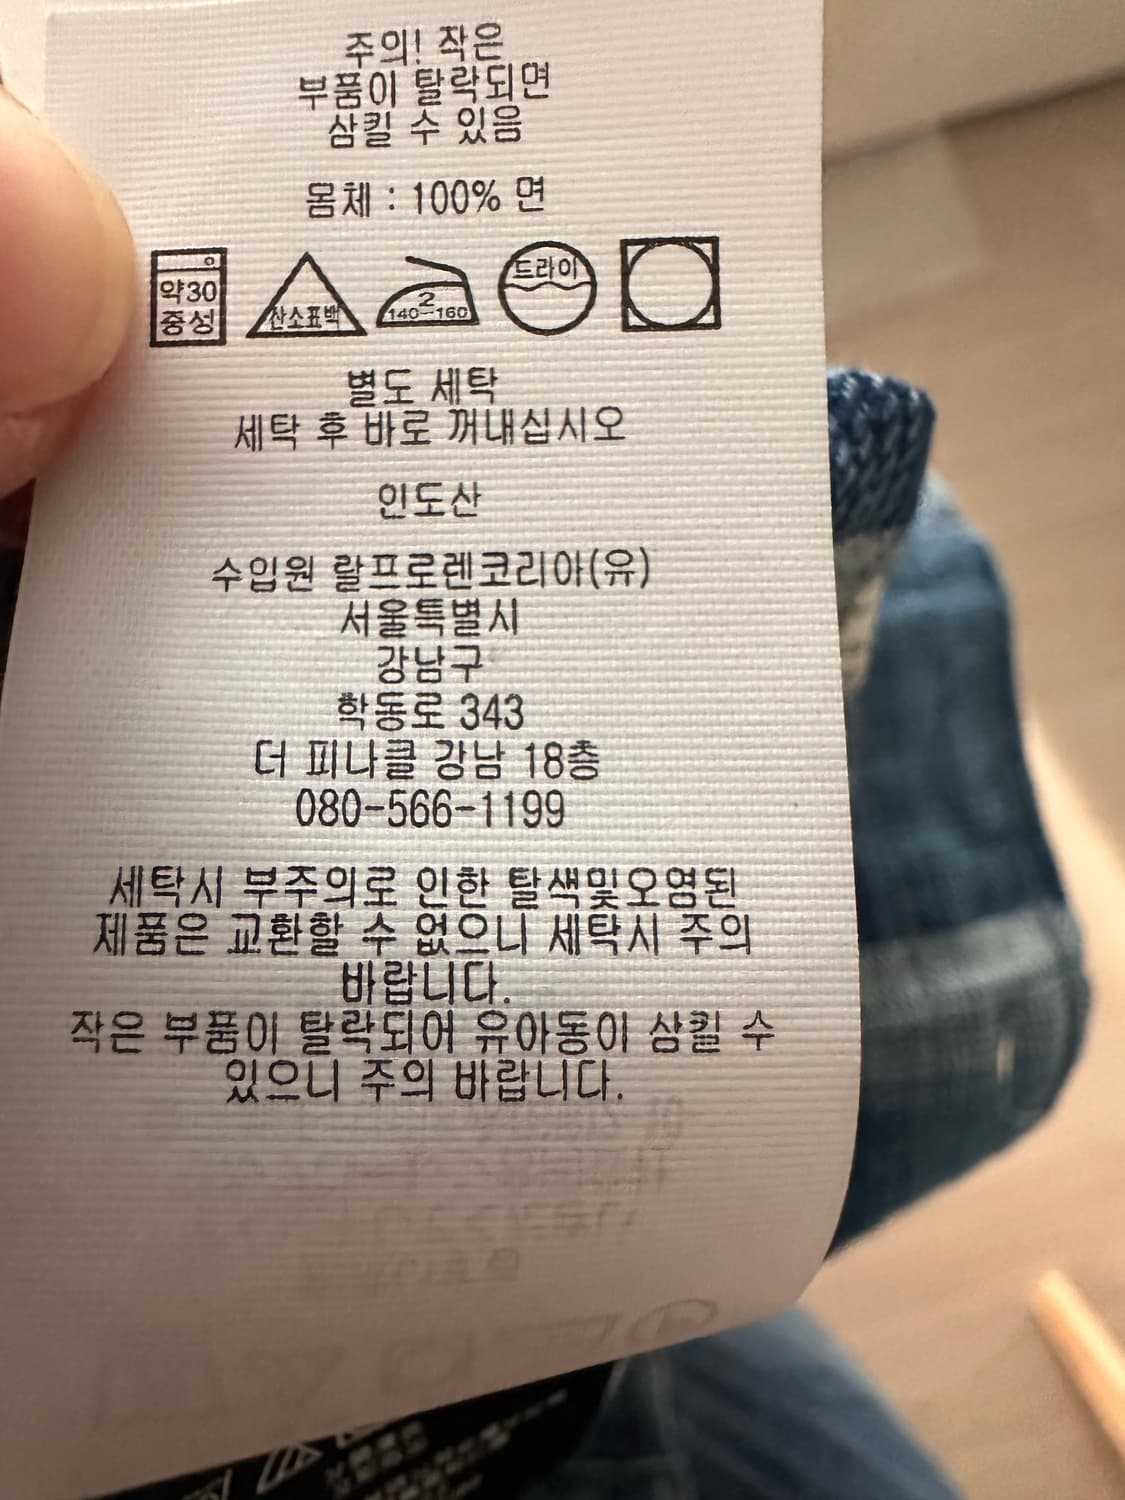 주의! 작은
부품이 탈락되면
삼킬 수 있음
몸체 : 100% 면
약30
중성
산소표백
2
140-160
드라이
별도 세탁
세탁 후 바로 꺼내십시오
인도산
수입원 랄프로렌코리아(유)
서울특별시
강남구
학동로 343
더 피나클 강남 18층
080-566-1199
세탁시 부주의로 인한 탈색및오염된
제품은 교환할 수 없으니 세탁시 주의
바랍니다.
작은 부품이 탈락되어 유아동이 삼킬 수
있으니 주의 바랍니다.